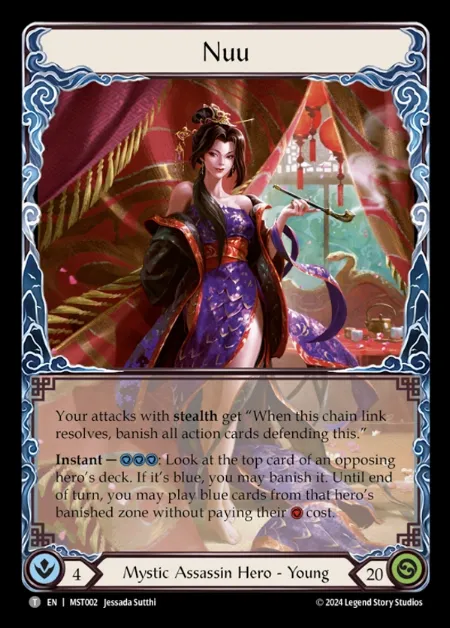 Nuu
Your attacks with stealth get “When this chain link
resolves, banish all action cards defending this.”
Instant — : Look at the top card of an opposing
hero’s deck. If it’s blue, you may banish it. Until end
of turn, you may play blue cards from that hero’s
banished zone without paying their cost.
4 Mystic Assassin Hero - Young 20
T EN | MST002 Jessada Sutthi © 2024 Legend Story Studios